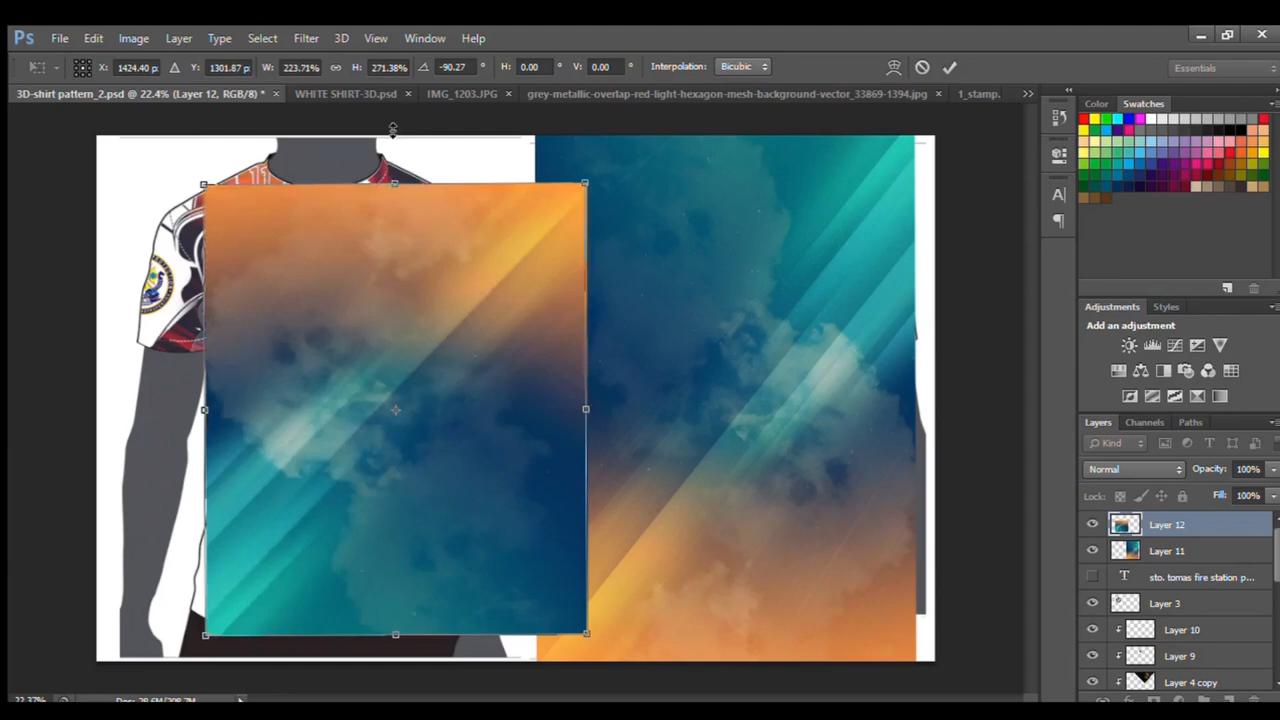 Ps File Edit Image Layer Type Select Filter 3D View Window Help
X: 1424.40 p: Y: 1301.87 p: W: 223.71% H: 271.38% -90.27 ° H: 0.00 ° V: 0.00 ° Interpolation: Bicubic Essentials
3D-shirt pattern_2.psd @ 22.4% (Layer 12, RGB/8) * × WHITE SHIRT-3D.psd × IMG_1203.JPG × grey-metallic-overlap-red-light-hexagon-mesh-background-vector_33869-1394.jpg × 1_stamp.
Color Swatches
Adjustments Styles
Add an adjustment
Layers Channels Paths
Kind
Normal Opacity: 100%
Lock: Fill: 100%
Layer 12
Layer 11
T sto. tomas fire station p...
Layer 3
Layer 10
Layer 9
Layer 4 copy
22.37% Doc: 28.6M/208.7M